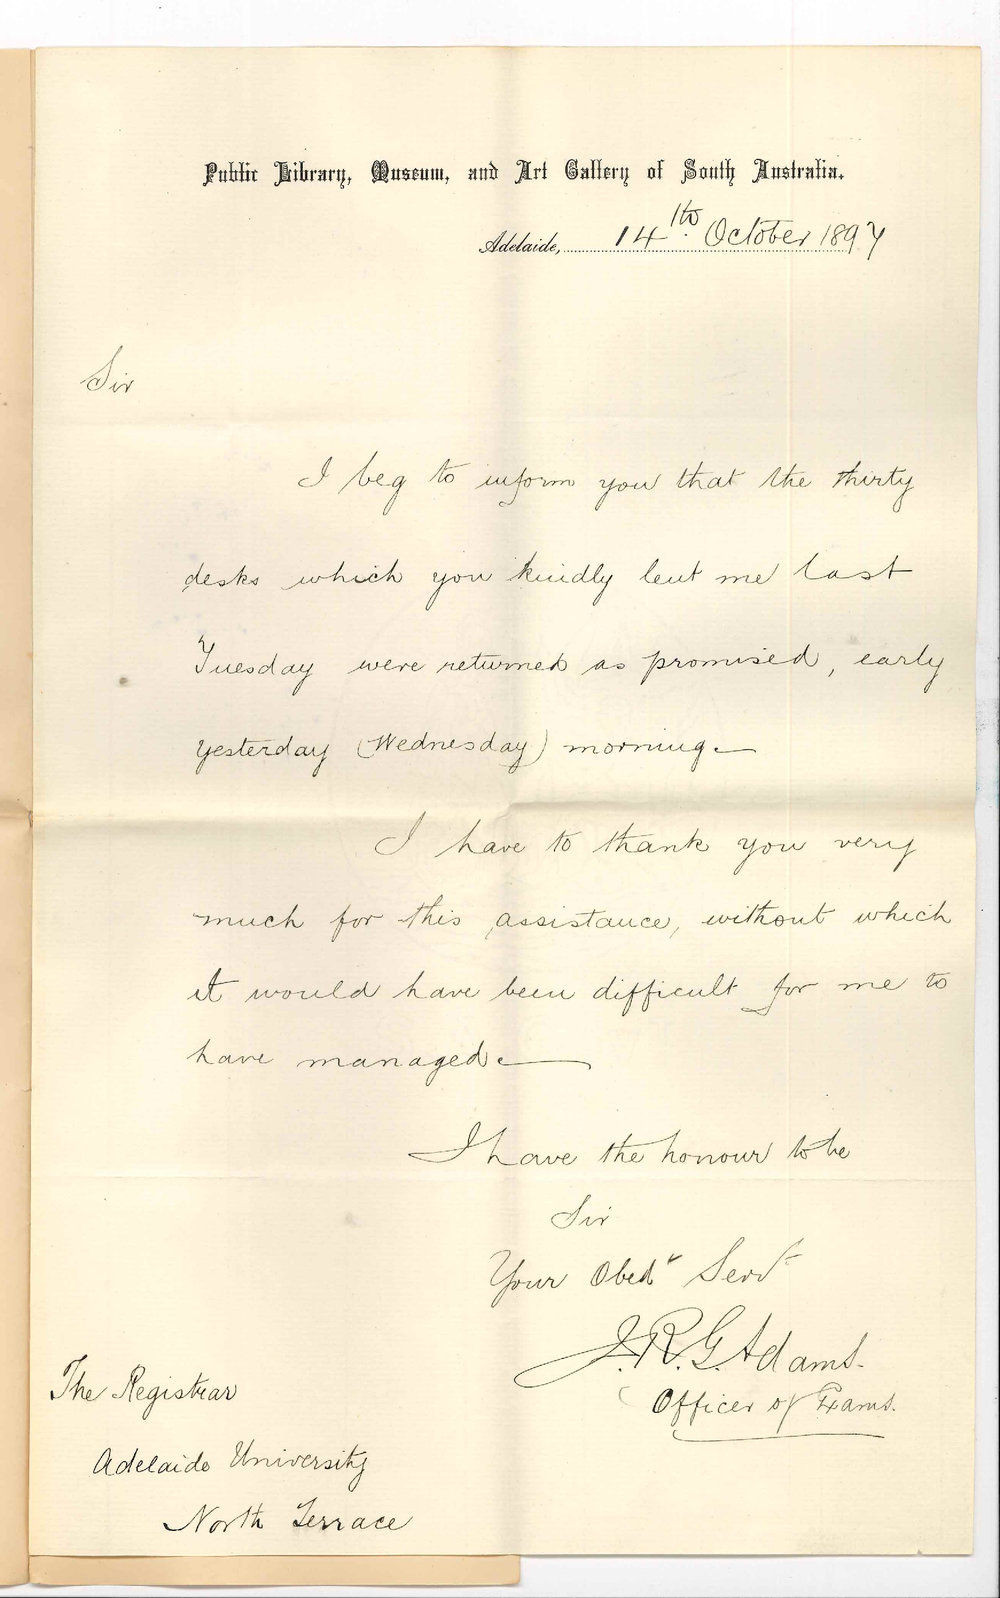 Public Library, Museum, and Art Gallery of South Australia.
Adelaide, 14th October 1897
Sir
I beg to inform you that the thirty
desks which you kindly lent me last
Tuesday were returned as promised, early
yesterday (Wednesday) morning.—
I have to thank you very
much for this assistance, without which
it would have been difficult for me to
have managed.—
I have the honour to be
Sir
Your Obedt Servt
J. R. G. Adams.
Officer of Exams.
The Registrar
Adelaide University
North Terrace